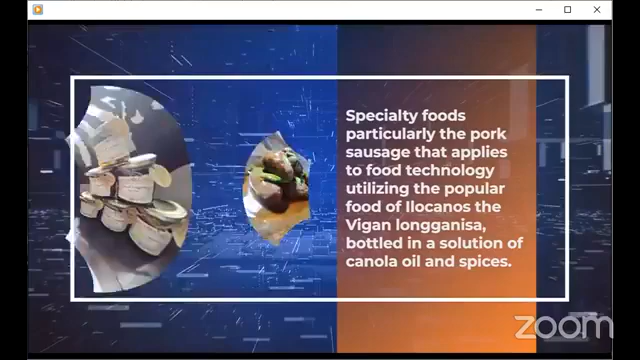 Specialty foods
particularly the pork
sausage that applies
to food technology
utilizing the popular
food of Ilocanos the
Vigan longganisa,
bottled in a solution of
canola oil and spices.
zoom